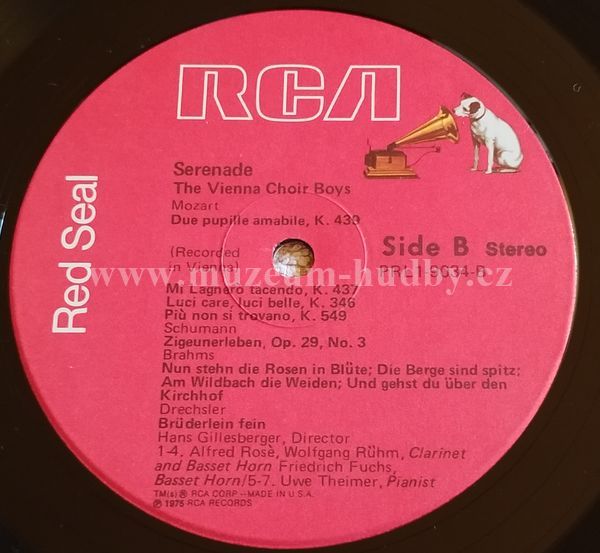 RCA
Red Seal
Serenade
The Vienna Choir Boys
Mozart
Due pupille amabile, K. 439
Side B Stereo
PRL1-9034-B
(Recorded
in Vienna)
www.muzeum-hudby.cz
Mi Lagnero tacendo, K. 437
Luci care, luci belle, K. 346
Più non si trovano, K. 549
Schumann
Zigeunerleben, Op. 29, No. 3
Brahms
Nun stehn die Rosen in Blüte; Die Berge sind spitz;
Am Wildbach die Weiden; Und gehst du über den
Kirchhof
Drechsler
Brüderlein fein
Hans Gillesberger, Director
1-4. Alfred Rosè, Wolfgang Rühm, Clarinet
and Basset Horn Friedrich Fuchs,
Basset Horn/5-7. Uwe Theimer, Pianist
TM(s) ® RCA CORP.-MADE IN U.S.A.
℗ 1975 RCA RECORDS